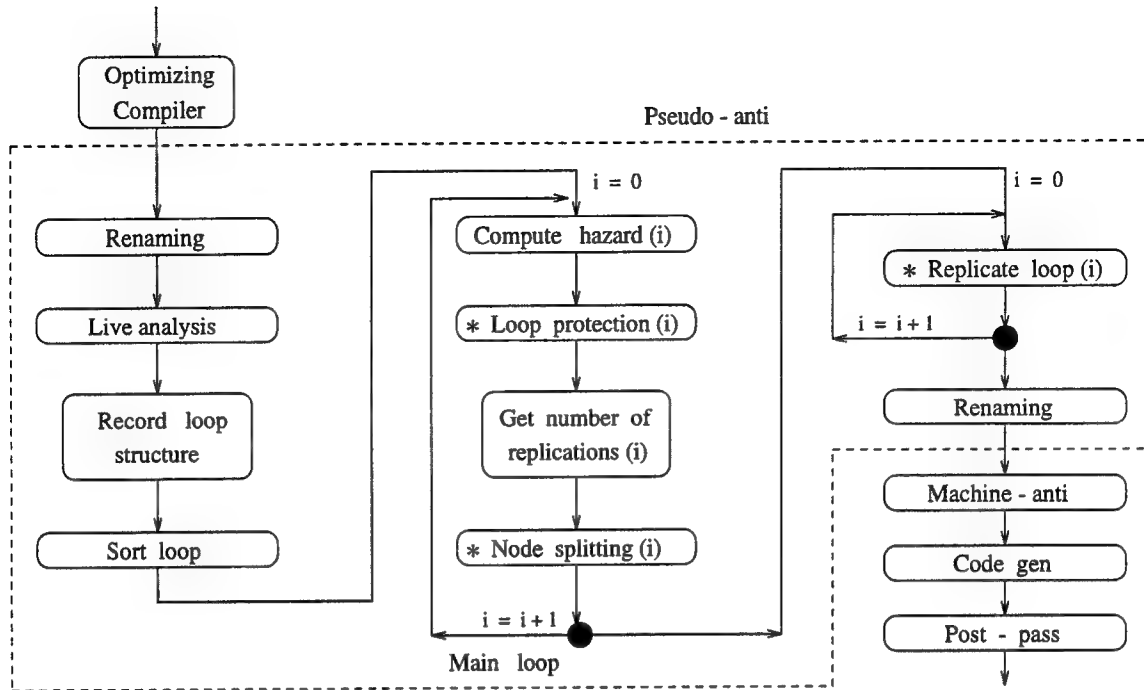 Optimizing
Compiler
Pseudo - anti
Renaming
Live analysis
Record loop
structure
Sort loop
i = 0
Compute hazard (i)
* Loop protection (i)
Get number of
replications (i)
* Node splitting (i)
i = i + 1
Main loop
i = 0
* Replicate loop (i)
i = i + 1
Renaming
Machine - anti
Code gen
Post - pass